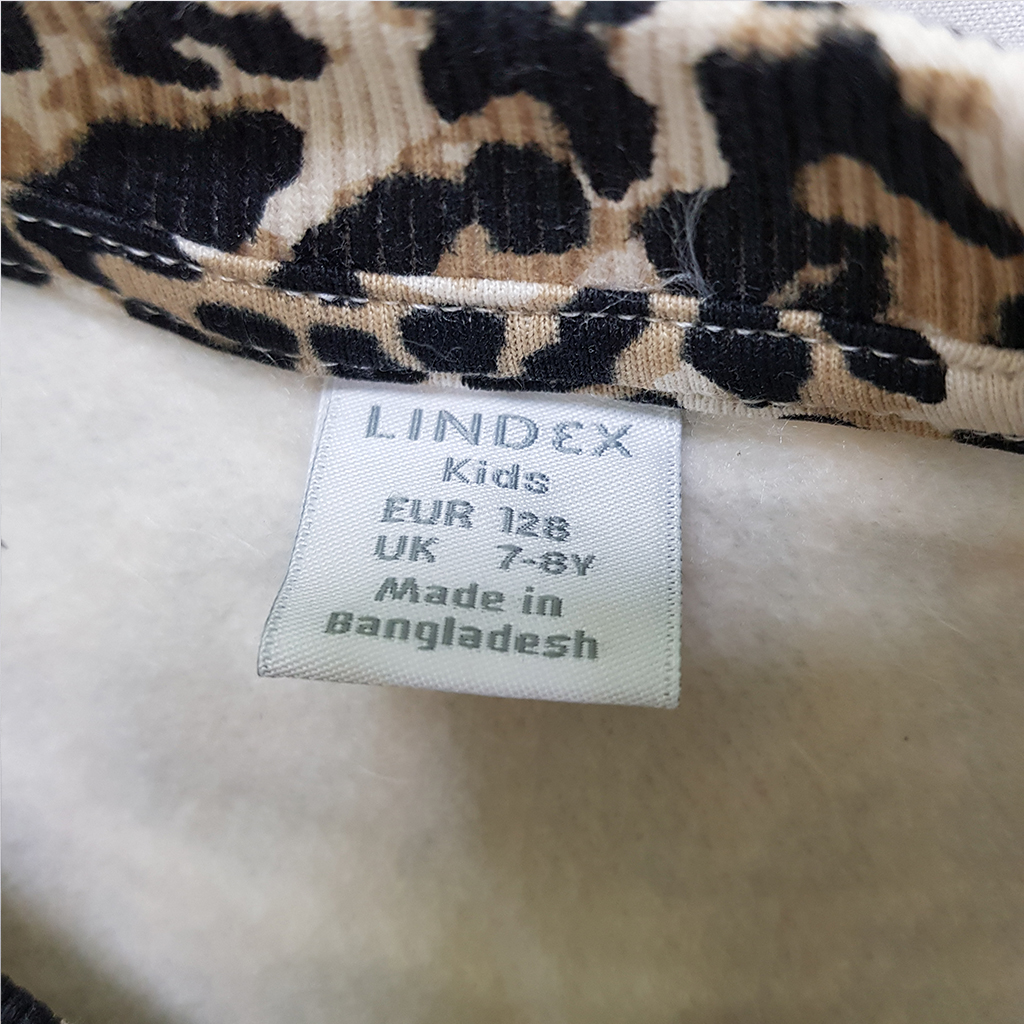 LINDEX
Kids
EUR 128
UK 7-8Y
Made in
Bangladesh